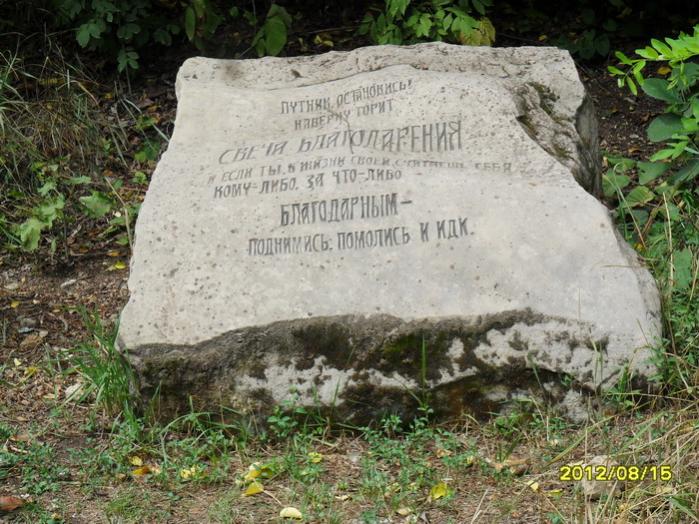 ПУТНИК, ОСТАНОВИСЬ!
НАВЕРХУ ГОРИТ
СВЕЧА БЛАГОДАРЕНИЯ
И ЕСЛИ ТЫ, В ЖИЗНИ СВОЕЙ, СЧИТАЕШЬ СЕБЯ
КОМУ-ЛИБО, ЗА ЧТО-ЛИБО
БЛАГОДАРНЫМ –
ПОДНИМИСЬ, ПОМОЛИСЬ И ИДИ.
2012/08/15